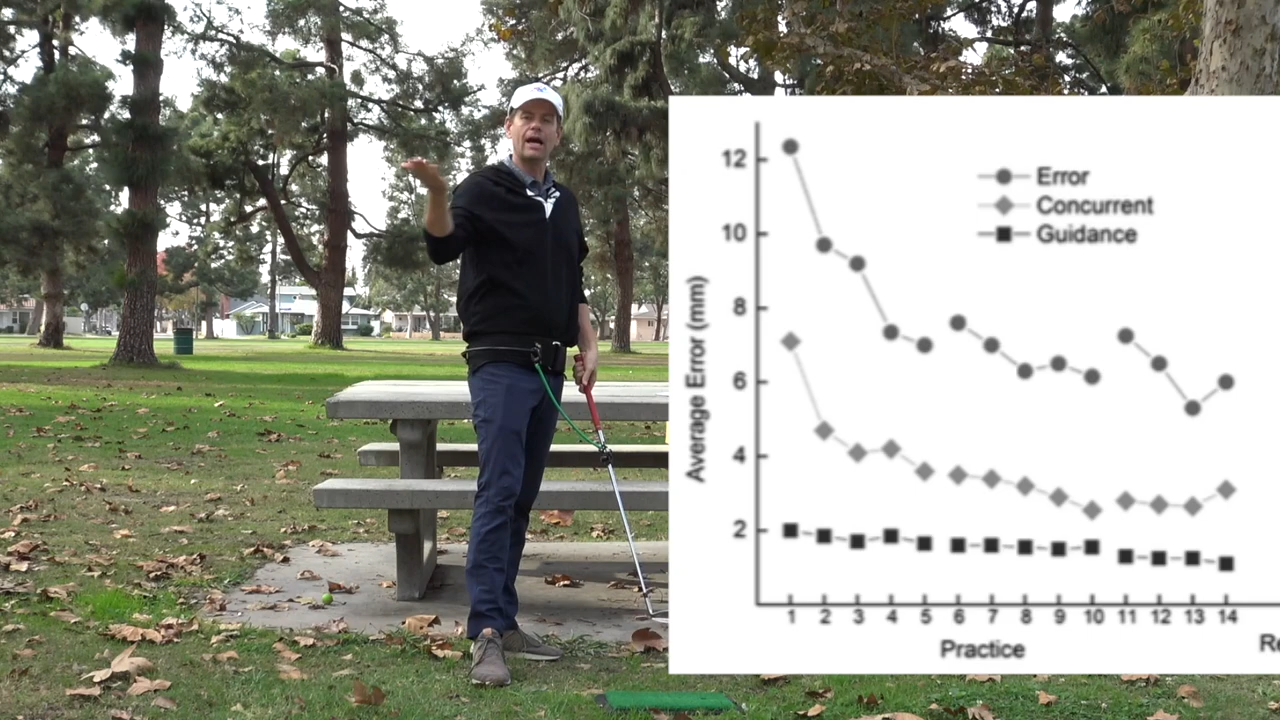 Average Error (mm)
12
10
8
6
4
2
Error
Concurrent
Guidance
1 2 3 4 5 6 7 8 9 10 11 12 13 14
Practice
Re